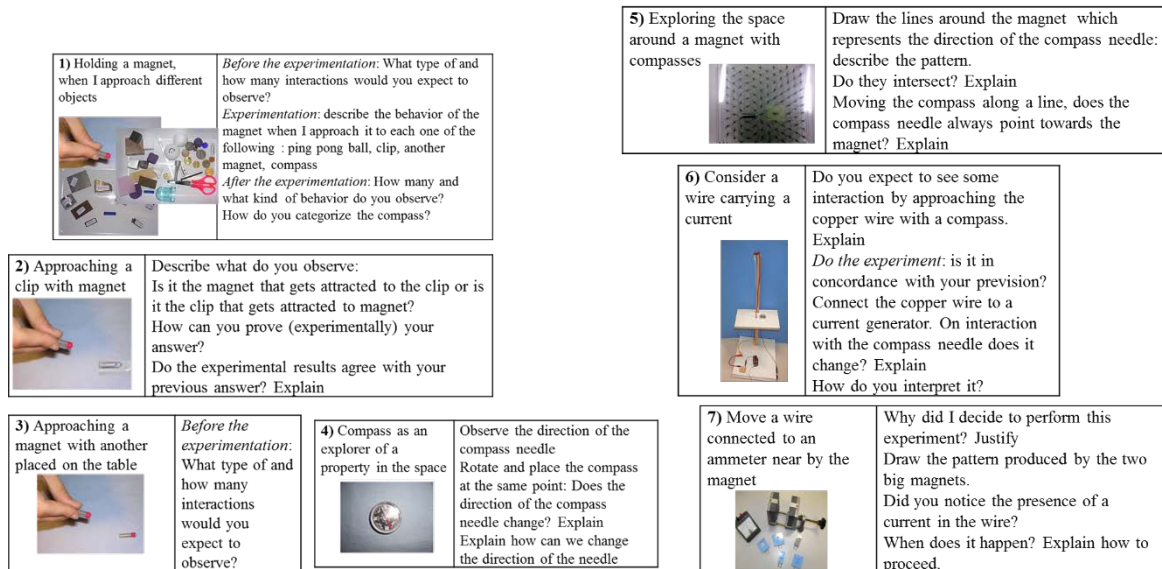 1) Holding a magnet,
when I approach different
objects
Before the experimentation: What type of and
how many interactions would you expect to
observe?
Experimentation: describe the behavior of the
magnet when I approach it to each one of the
following : ping pong ball, clip, another
magnet, compass
After the experimentation: How many and
what kind of behavior do you observe?
How do you categorize the compass?
2) Approaching a
clip with magnet
Describe what do you observe:
Is it the magnet that gets attracted to the clip or is
it the clip that gets attracted to magnet?
How can you prove (experimentally) your
answer?
Do the experimental results agree with your
previous answer? Explain
3) Approaching a
magnet with another
placed on the table
Before the
experimentation:
What type of and
how many
interactions
would you
expect to
observe?
4) Compass as an
explorer of a
property in the space
Observe the direction of the
compass needle
Rotate and place the compass
at the same point: Does the
direction of the compass
needle change? Explain
Explain how can we change
the direction of the needle
5) Exploring the space
around a magnet with
compasses
Draw the lines around the magnet which
represents the direction of the compass needle:
describe the pattern.
Do they intersect? Explain
Moving the compass along a line, does the
compass needle always point towards the
magnet? Explain
6) Consider a
wire carrying a
current
Do you expect to see some
interaction by approaching the
copper wire with a compass.
Explain
Do the experiment: is it in
concordance with your prevision?
Connect the copper wire to a
current generator. On interaction
with the compass needle does it
change? Explain
How do you interpret it?
7) Move a wire
connected to an
ammeter near by the
magnet
Why did I decide to perform this
experiment? Justify
Draw the pattern produced by the two
big magnets.
Did you notice the presence of a
current in the wire?
When does it happen? Explain how to
proceed.